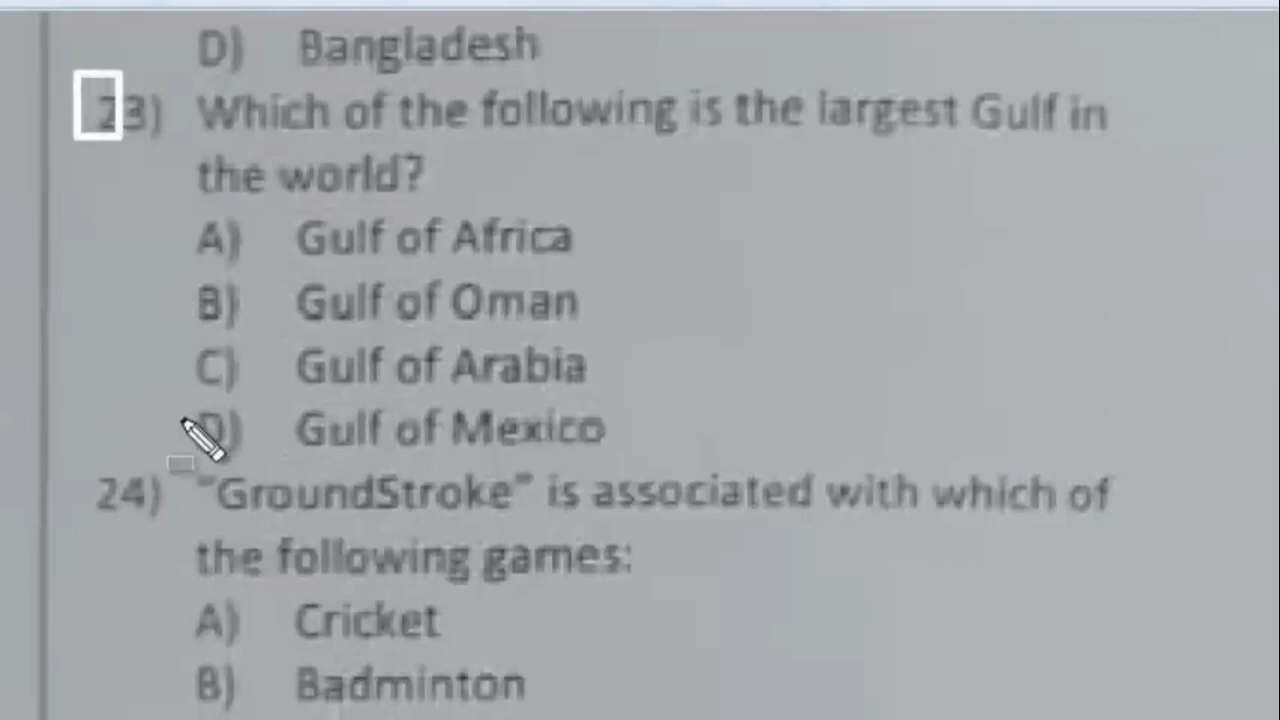 D) Bangladesh
23) Which of the following is the largest Gulf in
the world?
A) Gulf of Africa
B) Gulf of Oman
C) Gulf of Arabia
D) Gulf of Mexico
24) "GroundStroke" is associated with which of
the following games:
A) Cricket
B) Badminton